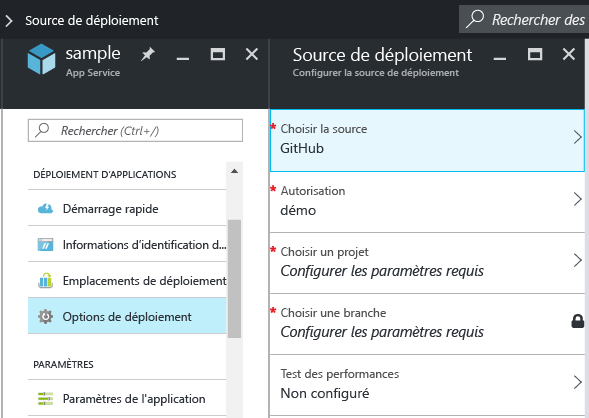 Source de déploiement
Rechercher des
sample
App Service
Source de déploiement
Configurer la source de déploiement
Rechercher (Ctrl+/)
DÉPLOIEMENT D'APPLICATIONS
Démarrage rapide
Informations d'identification d...
Emplacements de déploiement
Options de déploiement
PARAMÈTRES
Paramètres de l'application
* Choisir la source
GitHub
* Autorisation
démo
* Choisir un projet
Configurer les paramètres requis
* Choisir une branche
Configurer les paramètres requis
Test des performances
Non configuré